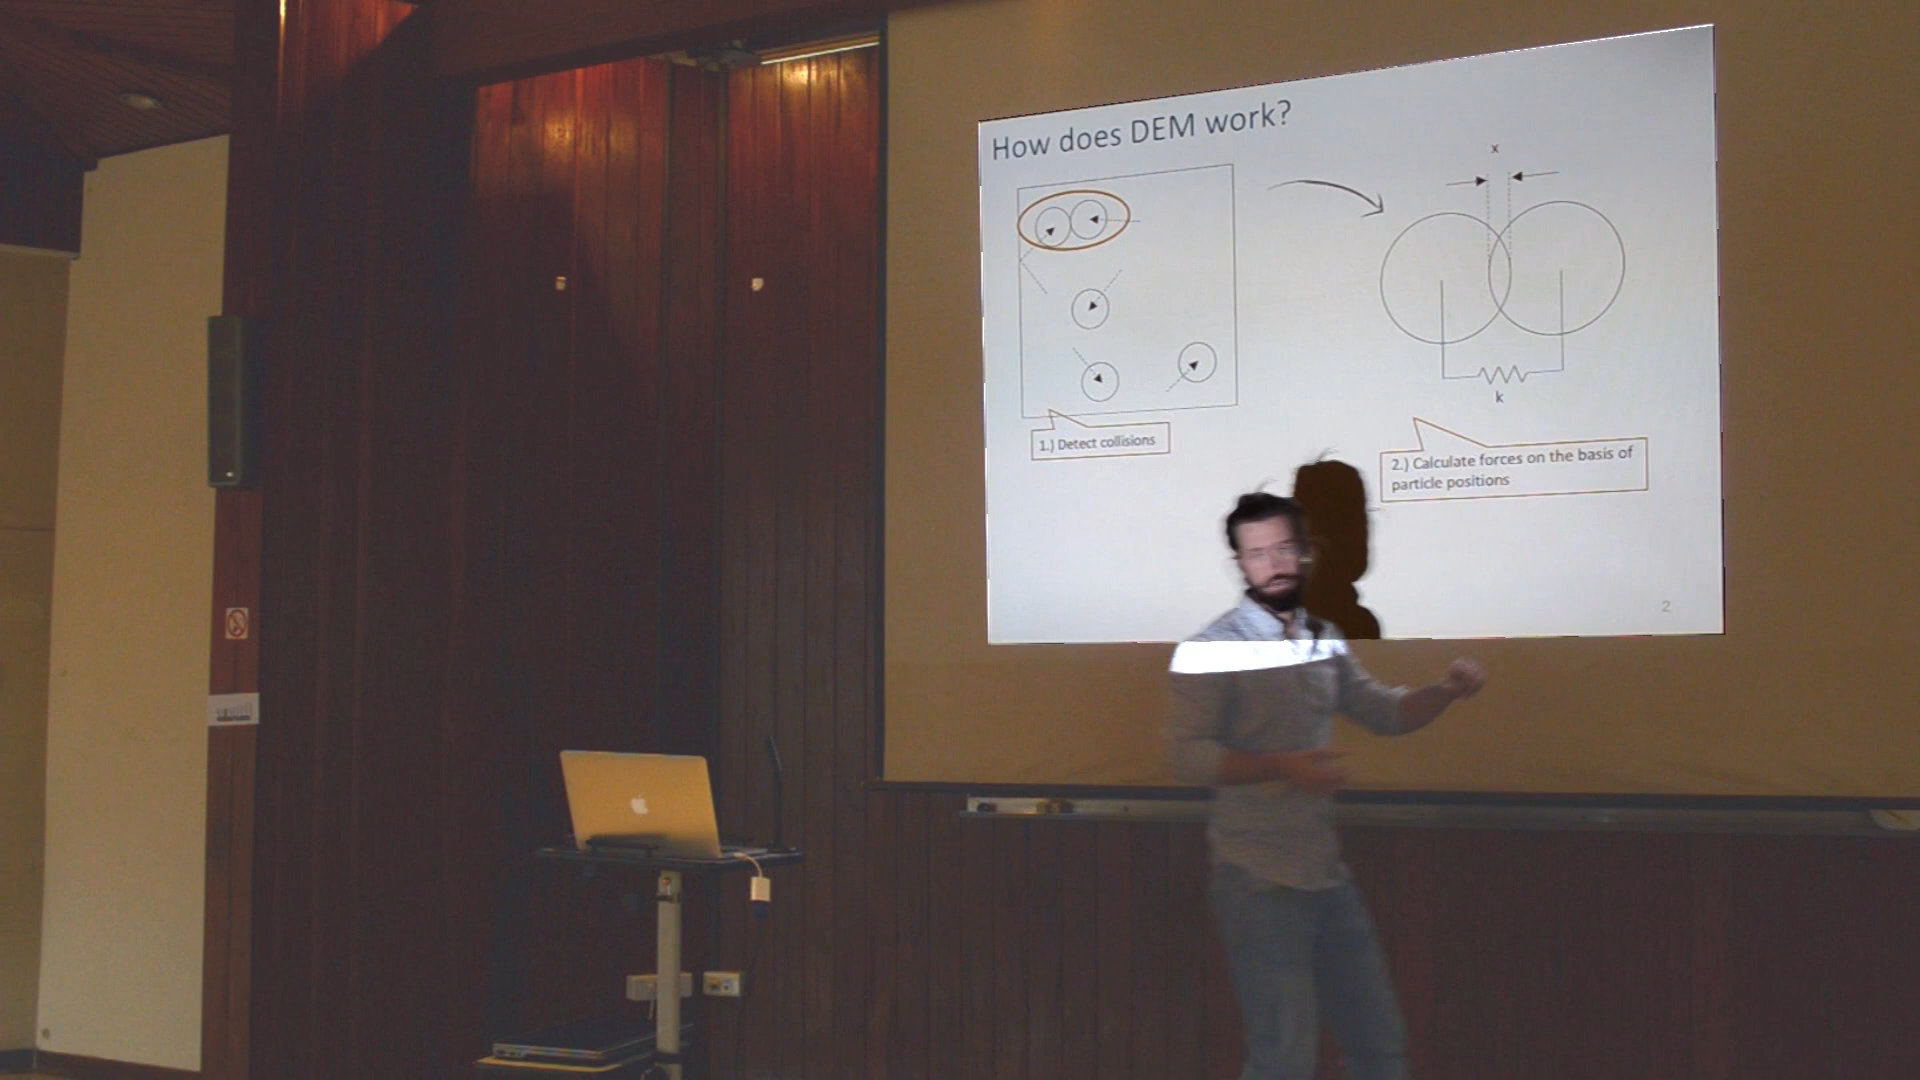 How does DEM work?
x
k
1.) Detect collisions
2.) Calculate forces on the basis of
particle positions
2